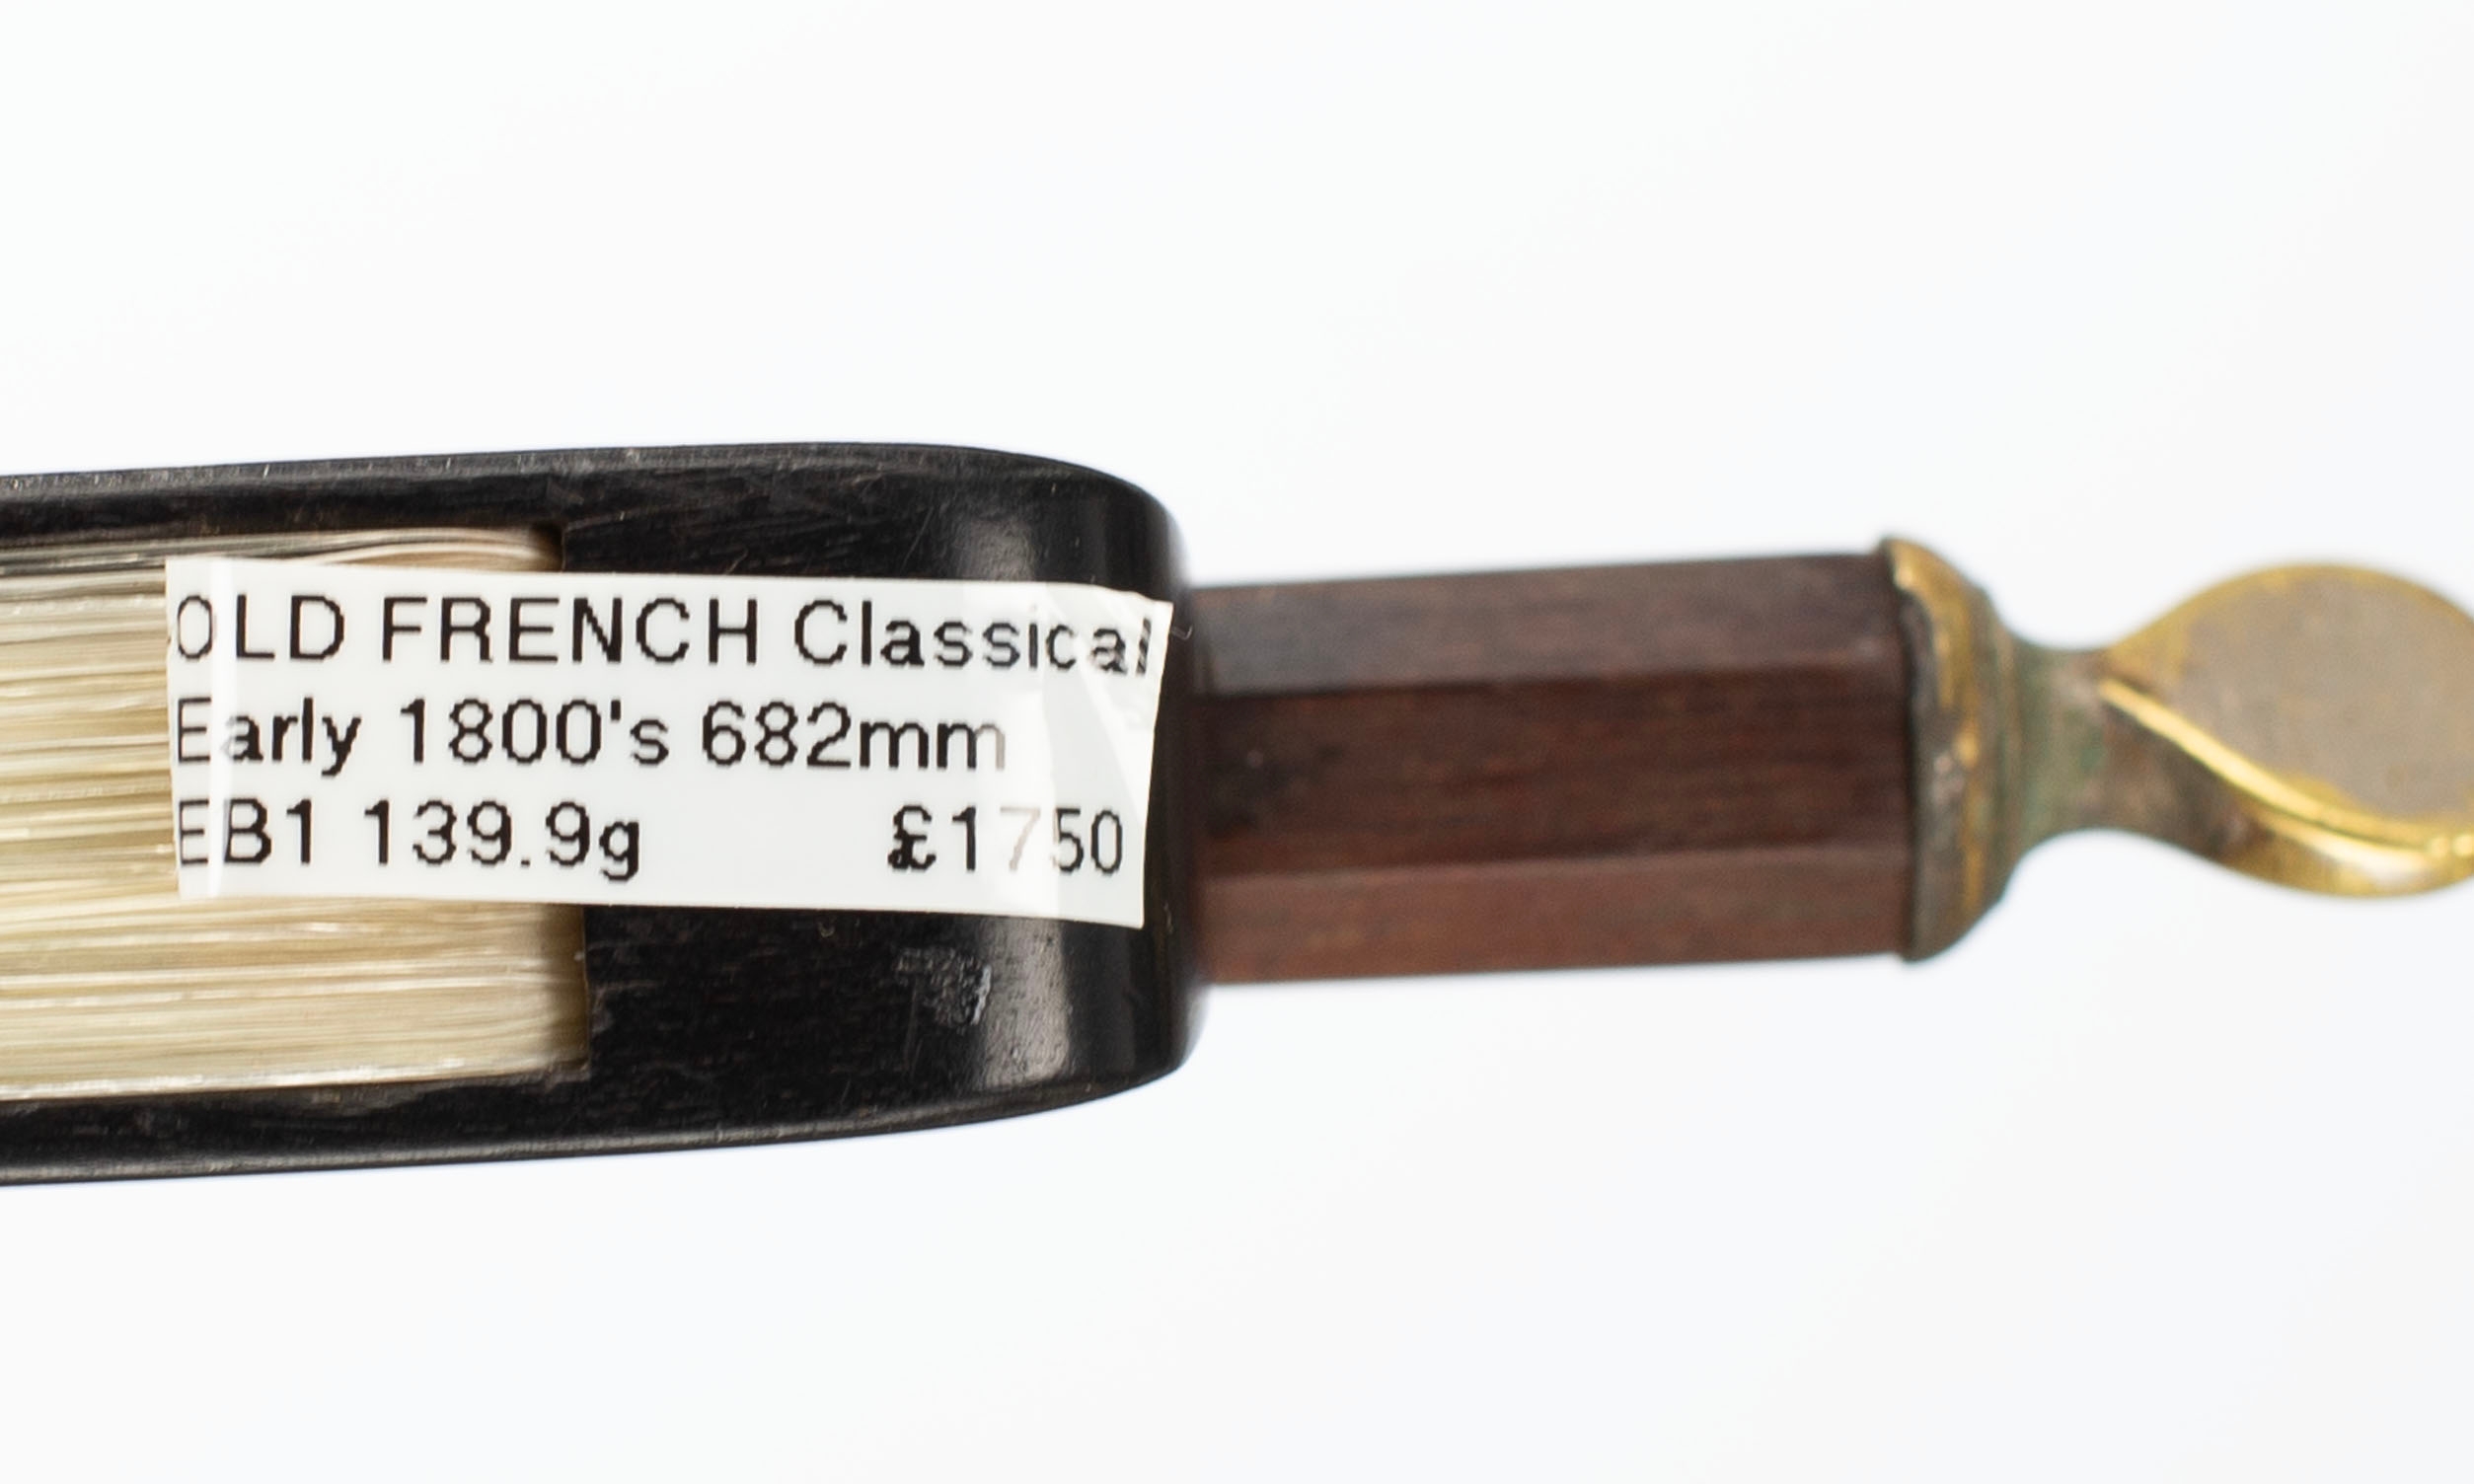 OLD FRENCH Classical
Early 1800's 682mm
EB1 139.9g £1750